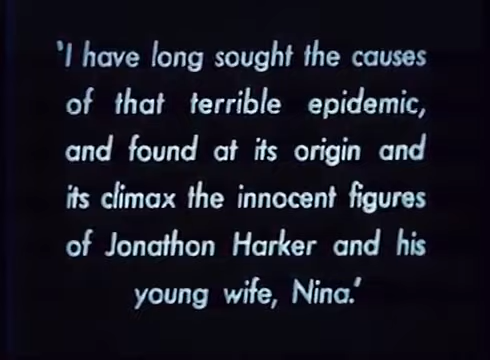 'I have long sought the causes
of that terrible epidemic,
and found at its origin and
its climax the innocent figures
of Jonathon Harker and his
young wife, Nina.'